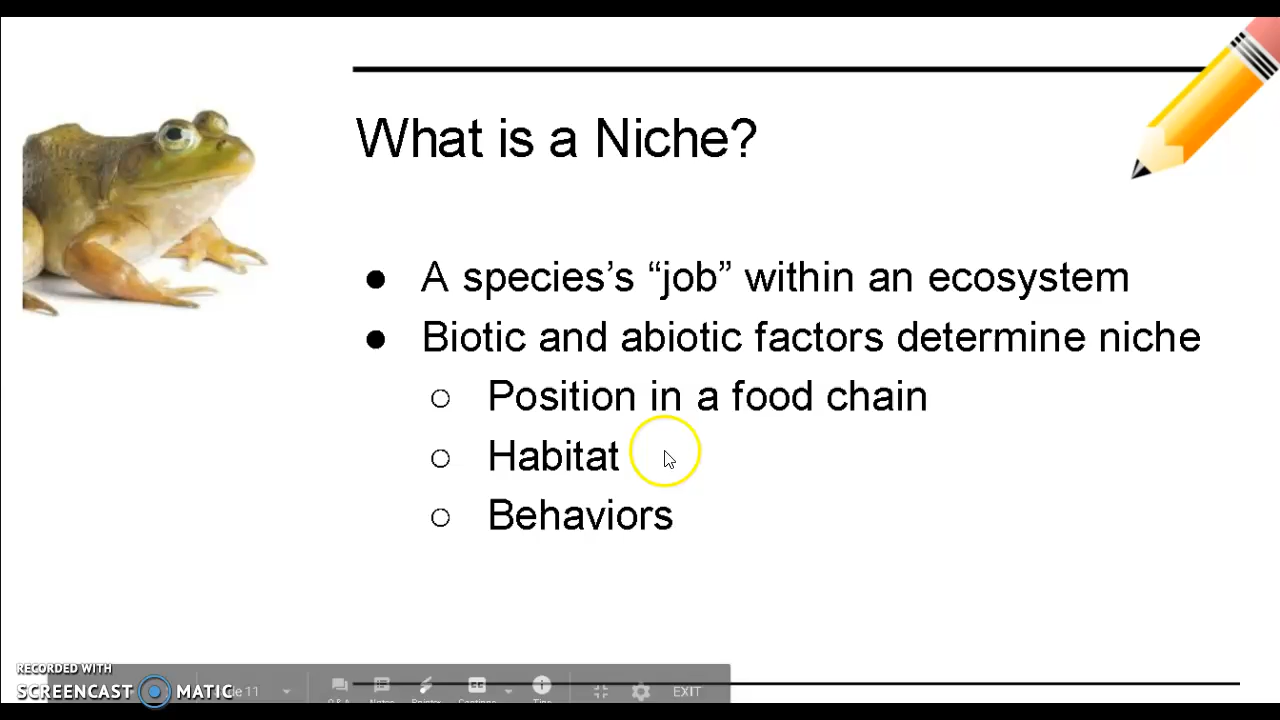 What is a Niche?
● A species’s “job” within an ecosystem
● Biotic and abiotic factors determine niche
○ Position in a food chain
○ Habitat
○ Behaviors
RECORDED WITH
SCREENCAST MATIC
11
EXIT